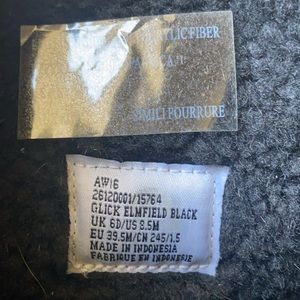 FIBER
SIMILI FOURRURE
AW16
26120001/15764
GLICK ELMFIELD BLACK
UK 6D/US 8.5M
EU 39.5M/CN 245/1.5
MADE IN INDONESIA
FABRIQUE EN INDONESIE